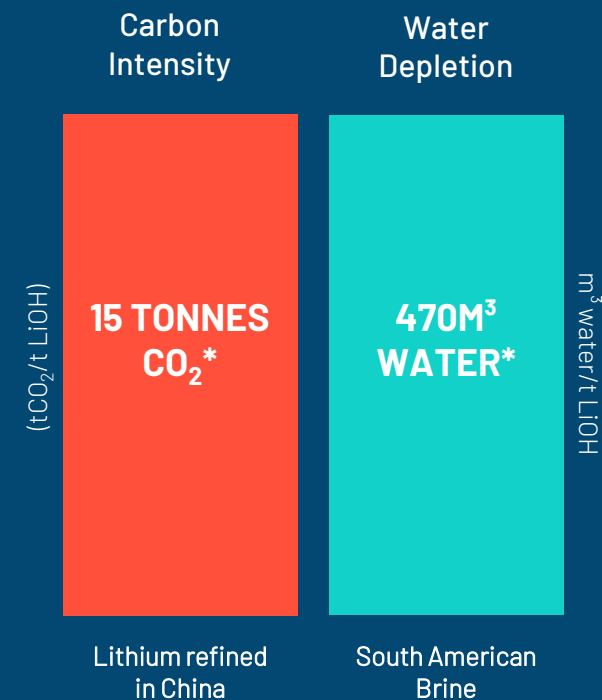 Carbon
Intensity
Water
Depletion
(tCO₂/t LiOH)
15 TONNES
CO₂*
470M³
WATER*
m³ water/t LiOH
Lithium refined
in China
South American
Brine